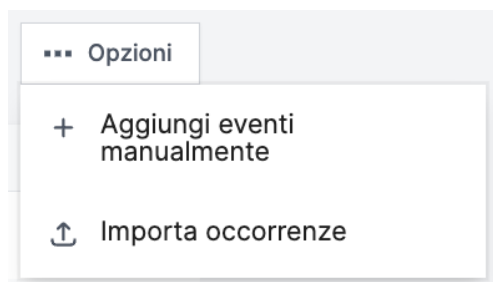 Opzioni
Aggiungi eventi
manualmente
Importa occorrenze